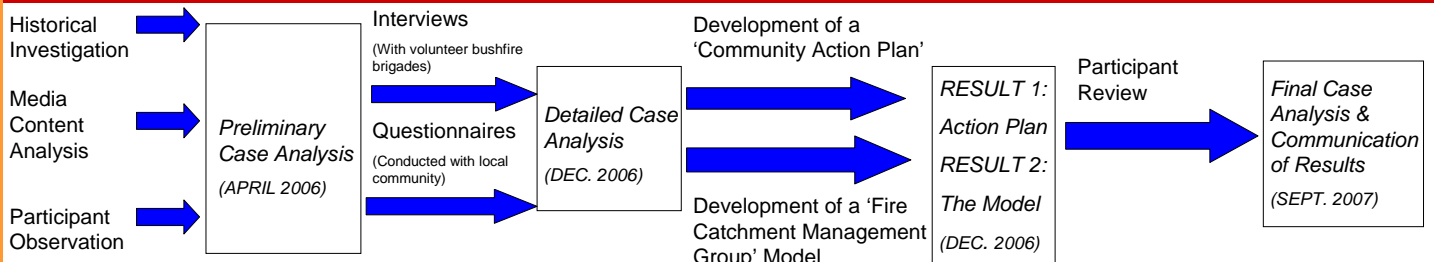 Historical
Investigation
Media
Content
Analysis
Participant
Observation
Preliminary
Case Analysis
(APRIL 2006)
Interviews
(With volunteer bushfire
brigades)
Questionnaires
(Conducted with local
community)
Detailed Case
Analysis
(DEC. 2006)
Development of a
‘Community Action Plan’
Development of a ‘Fire
Catchment Management
Group’ Model
RESULT 1:
Action Plan
RESULT 2:
The Model
(DEC. 2006)
Participant
Review
Final Case
Analysis &
Communication
of Results
(SEPT. 2007)